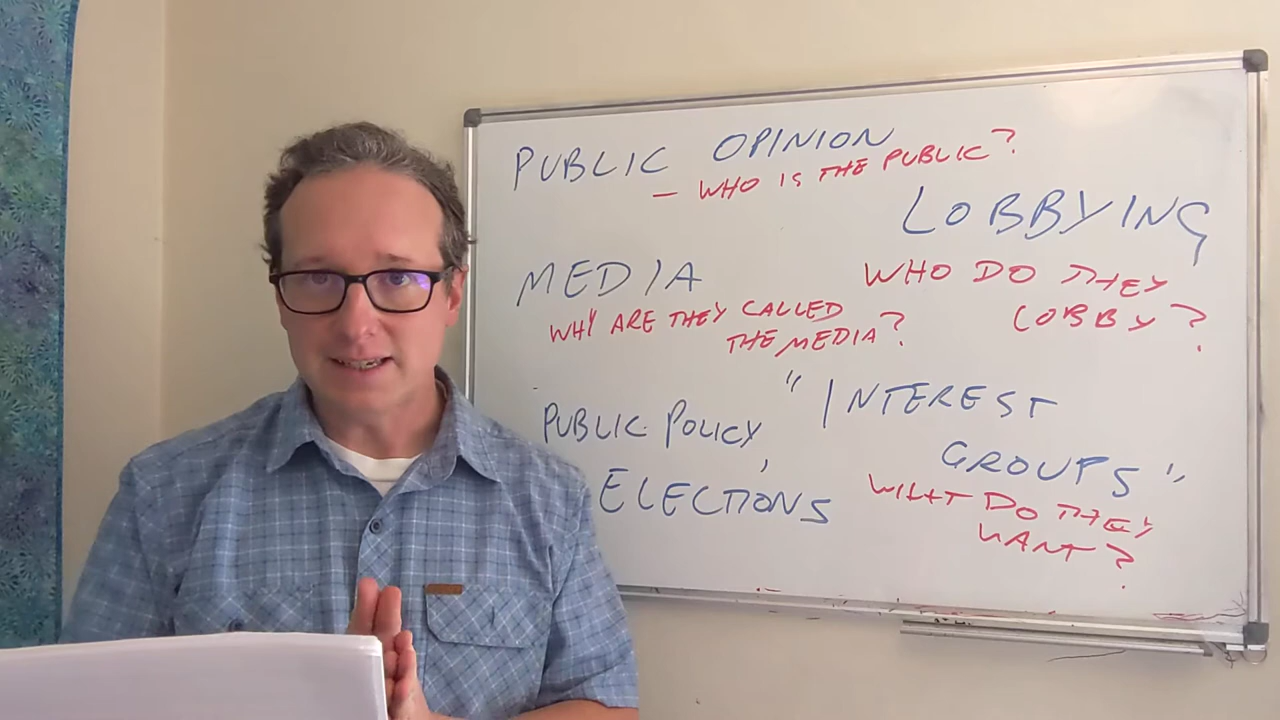 PUBLIC OPINION
- WHO IS THE PUBLIC?
LOBBYING
WHO DO THEY
LOBBY?
MEDIA
WHY ARE THEY CALLED
THE MEDIA?
"INTEREST
GROUPS"
WHAT DO THEY
WANT?
PUBLIC POLICY,
ELECTIONS